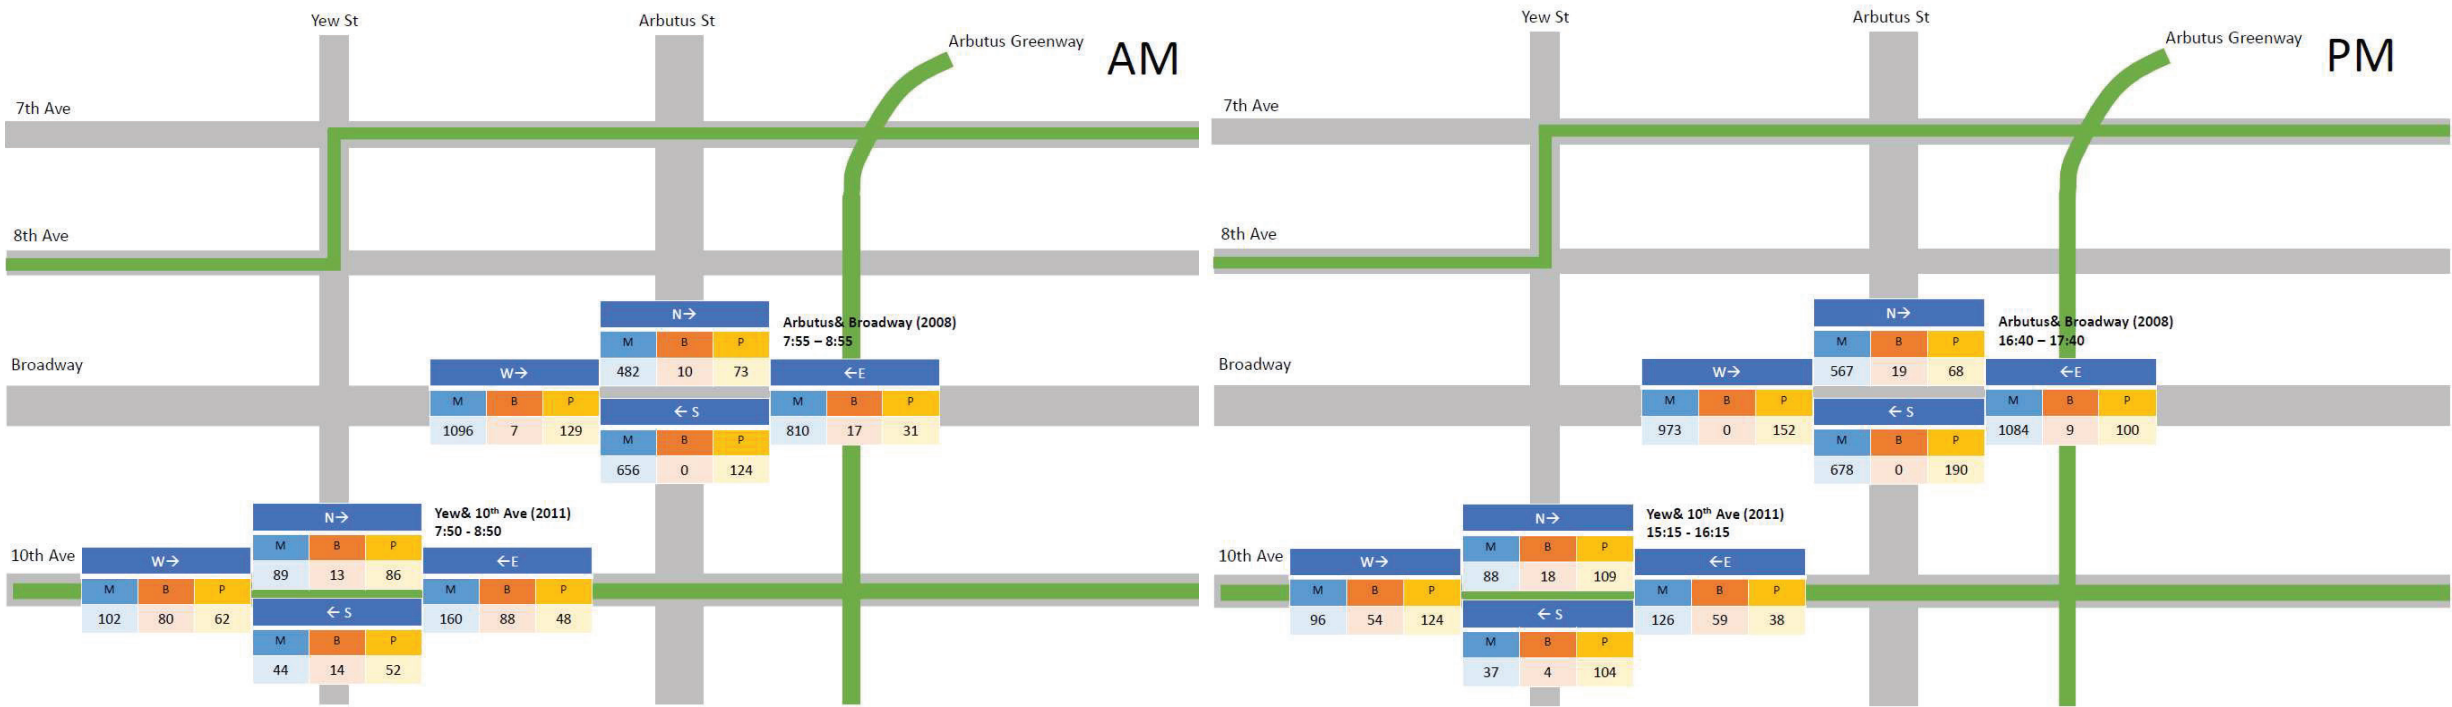 Yew St
Arbutus St
Arbutus Greenway
AM
7th Ave
8th Ave
Broadway
10th Ave
Arbutus& Broadway (2008)
7:55 – 8:55
N→
M B P
482 10 73
W→
M B P
1096 7 129
←E
M B P
810 17 31
← S
M B P
656 0 124
Yew& 10th Ave (2011)
7:50 - 8:50
N→
M B P
89 13 86
W→
M B P
102 80 62
←E
M B P
160 88 48
← S
M B P
44 14 52
Yew St
Arbutus St
Arbutus Greenway
PM
7th Ave
8th Ave
Broadway
10th Ave
Arbutus& Broadway (2008)
16:40 – 17:40
N→
M B P
567 19 68
W→
M B P
973 0 152
←E
M B P
1084 9 100
← S
M B P
678 0 190
Yew& 10th Ave (2011)
15:15 - 16:15
N→
M B P
88 18 109
W→
M B P
96 54 124
←E
M B P
126 59 38
← S
M B P
37 4 104